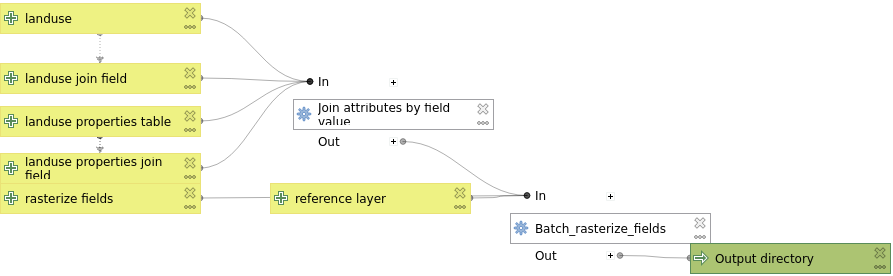 landuse
landuse join field
In
+
landuse properties table
Join attributes by field
value
Out
+
landuse properties join
field
rasterize fields
reference layer
In
+
Batch_rasterize_fields
Out
+
Output directory